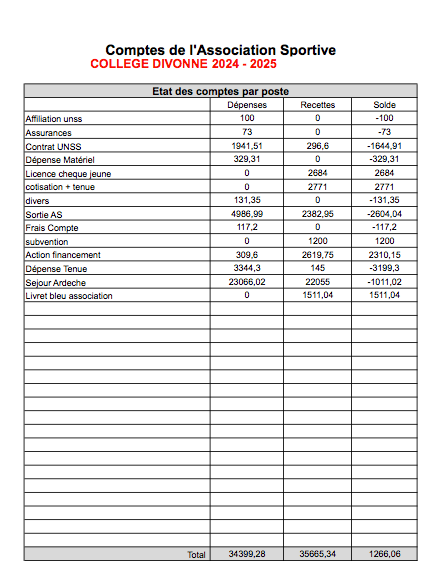 Comptes de l'Association Sportive
COLLEGE DIVONNE 2024 - 2025
Etat des comptes par poste
Dépenses Recettes Solde
Affiliation unss 100 0 -100
Assurances 73 0 -73
Contrat UNSS 1941,51 296,6 -1644,91
Dépense Matériel 329,31 0 -329,31
Licence cheque jeune 0 2684 2684
cotisation + tenue 0 2771 2771
divers 131,35 0 -131,35
Sortie AS 4986,99 2382,95 -2604,04
Frais Compte 117,2 0 -117,2
subvention 0 1200 1200
Action financement 309,6 2619,75 2310,15
Dépense Tenue 3344,3 145 -3199,3
Sejour Ardeche 23066,02 22055 -1011,02
Livret bleu association 0 1511,04 1511,04
Total 34399,28 35665,34 1266,06